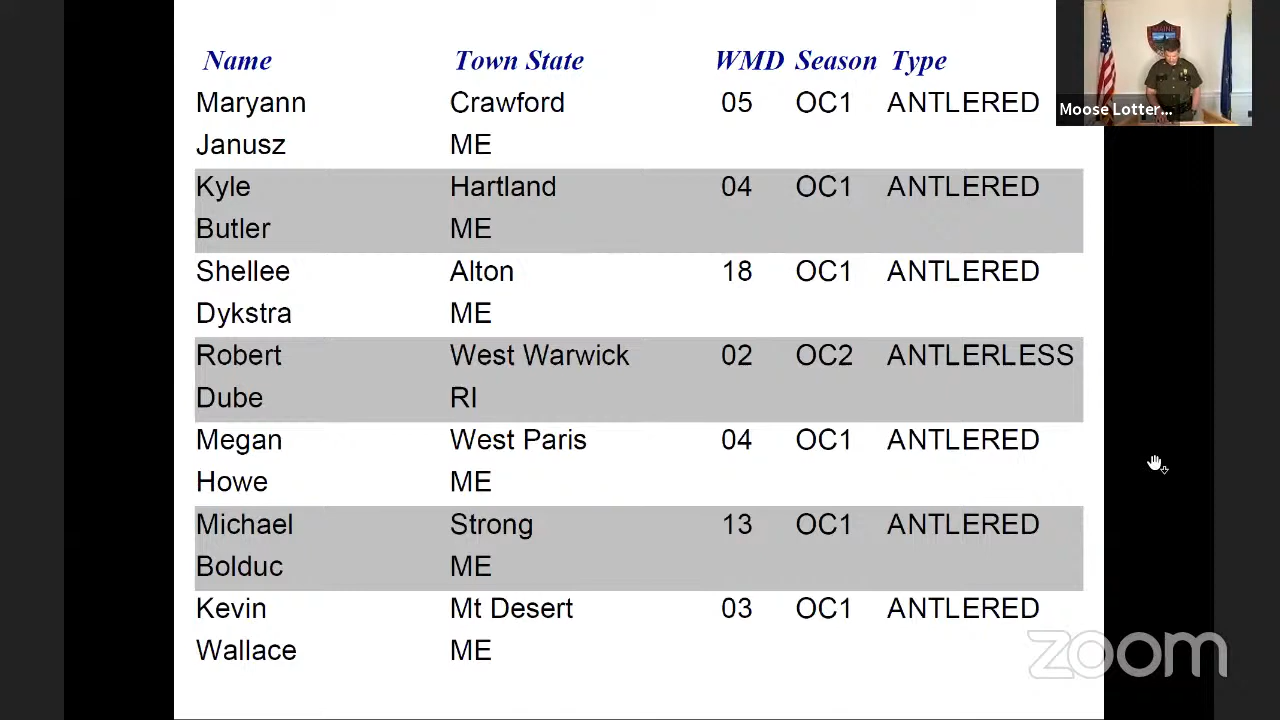 Name Town State WMD Season Type
Maryann Crawford 05 OC1 ANTLERED
Janusz ME
Kyle Hartland 04 OC1 ANTLERED
Butler ME
Shellee Alton 18 OC1 ANTLERED
Dykstra ME
Robert West Warwick 02 OC2 ANTLERLESS
Dube RI
Megan West Paris 04 OC1 ANTLERED
Howe ME
Michael Strong 13 OC1 ANTLERED
Bolduc ME
Kevin Mt Desert 03 OC1 ANTLERED
Wallace ME
MAINE
Moose Lotter...
zoom